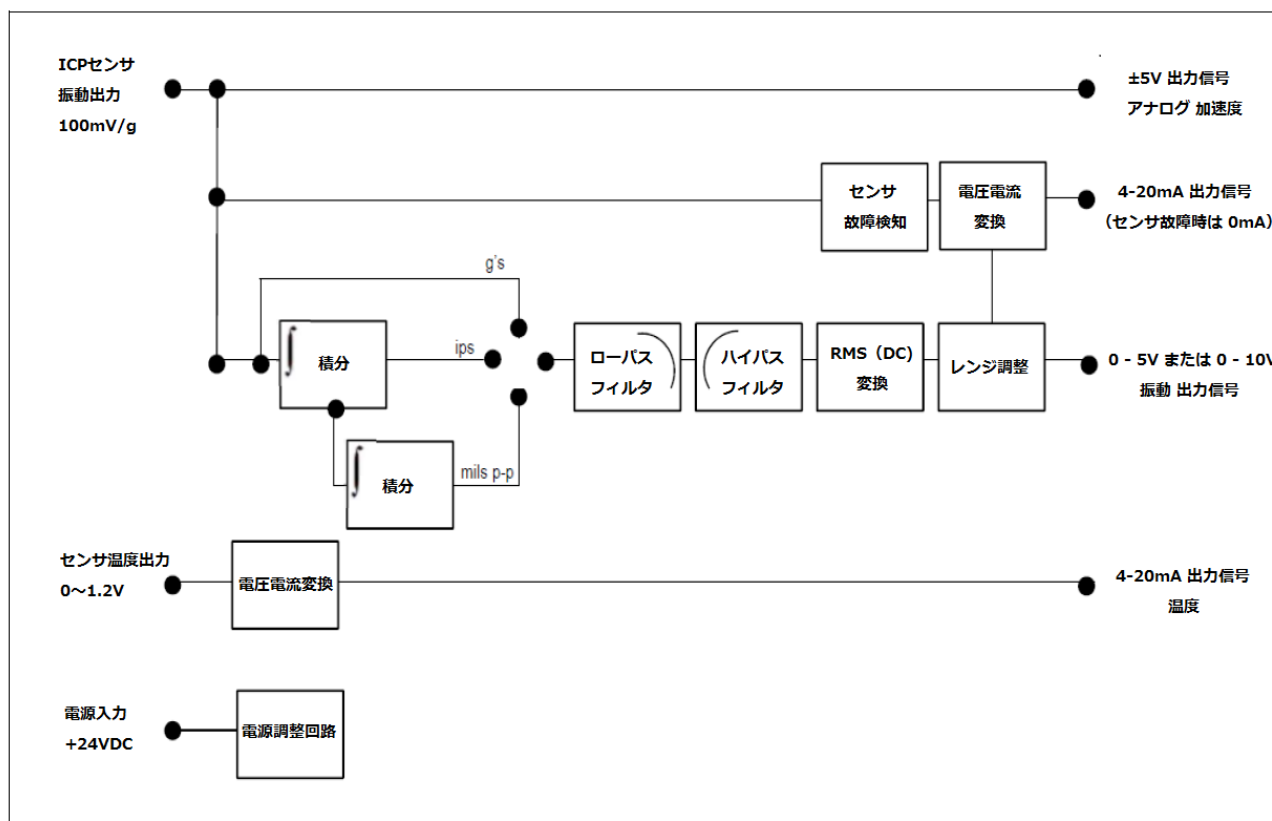 ICPセンサ
振動出力
100mV/g
±5V 出力信号
アナログ 加速度
センサ
故障検知
電圧電流
変換
4-20mA 出力信号
（センサ故障時は 0mA）
g's
∫
積分
ips
ローパス
フィルタ
ハイパス
フィルタ
RMS（DC）
変換
レンジ調整
0 - 5V または 0 - 10V
振動 出力信号
∫
積分
mils p-p
センサ温度出力
0～1.2V
電圧電流変換
4-20mA 出力信号
温度
電源入力
+24VDC
電源調整回路